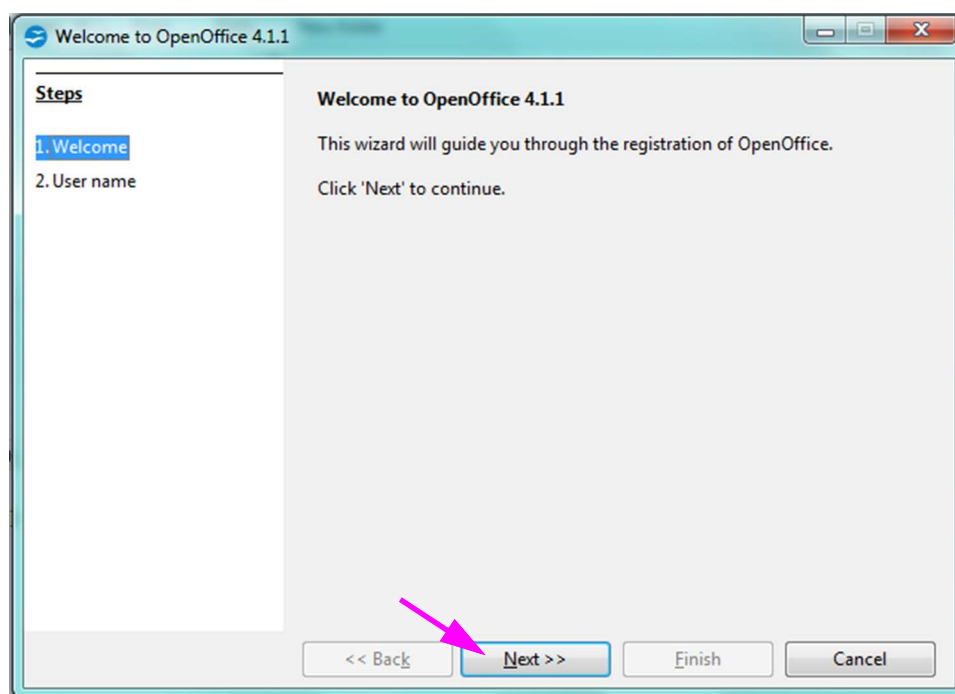 Welcome to OpenOffice 4.1.1
Steps
1. Welcome
2. User name
Welcome to OpenOffice 4.1.1
This wizard will guide you through the registration of OpenOffice.
Click 'Next' to continue.
<< Back Next >> Finish Cancel